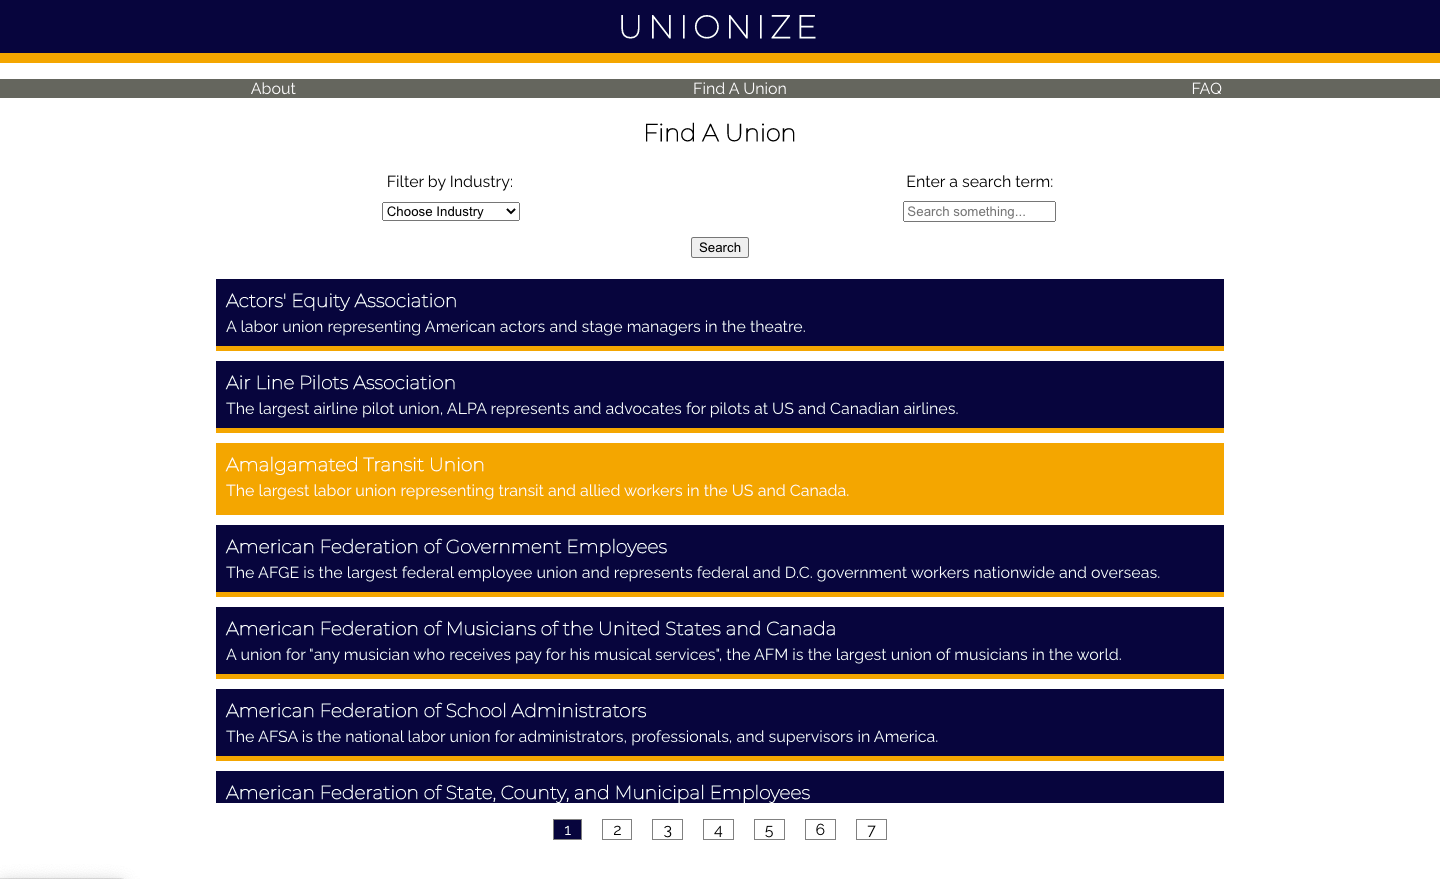 UNIONIZE
About Find A Union FAQ
Find A Union
Filter by Industry: Enter a search term:
Choose Industry Search something...
Search
Actors' Equity Association
A labor union representing American actors and stage managers in the theatre.
Air Line Pilots Association
The largest airline pilot union, ALPA represents and advocates for pilots at US and Canadian airlines.
Amalgamated Transit Union
The largest labor union representing transit and allied workers in the US and Canada.
American Federation of Government Employees
The AFGE is the largest federal employee union and represents federal and D.C. government workers nationwide and overseas.
American Federation of Musicians of the United States and Canada
A union for "any musician who receives pay for his musical services", the AFM is the largest union of musicians in the world.
American Federation of School Administrators
The AFSA is the national labor union for administrators, professionals, and supervisors in America.
American Federation of State, County, and Municipal Employees
1 2 3 4 5 6 7